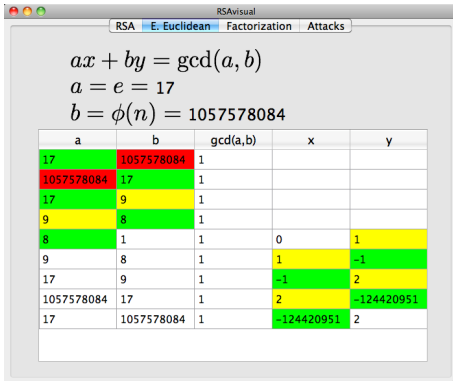 RSAvisual
RSA E. Euclidean Factorization Attacks
ax + by = gcd(a, b)
a = e = 17
b = ϕ(n) = 1057578084
a b gcd(a,b) x y
17 1057578084 1
1057578084 17 1
17 9 1
9 8 1
8 1 1 0 1
9 8 1 1 -1
17 9 1 -1 2
1057578084 17 1 2 -124420951
17 1057578084 1 -124420951 2